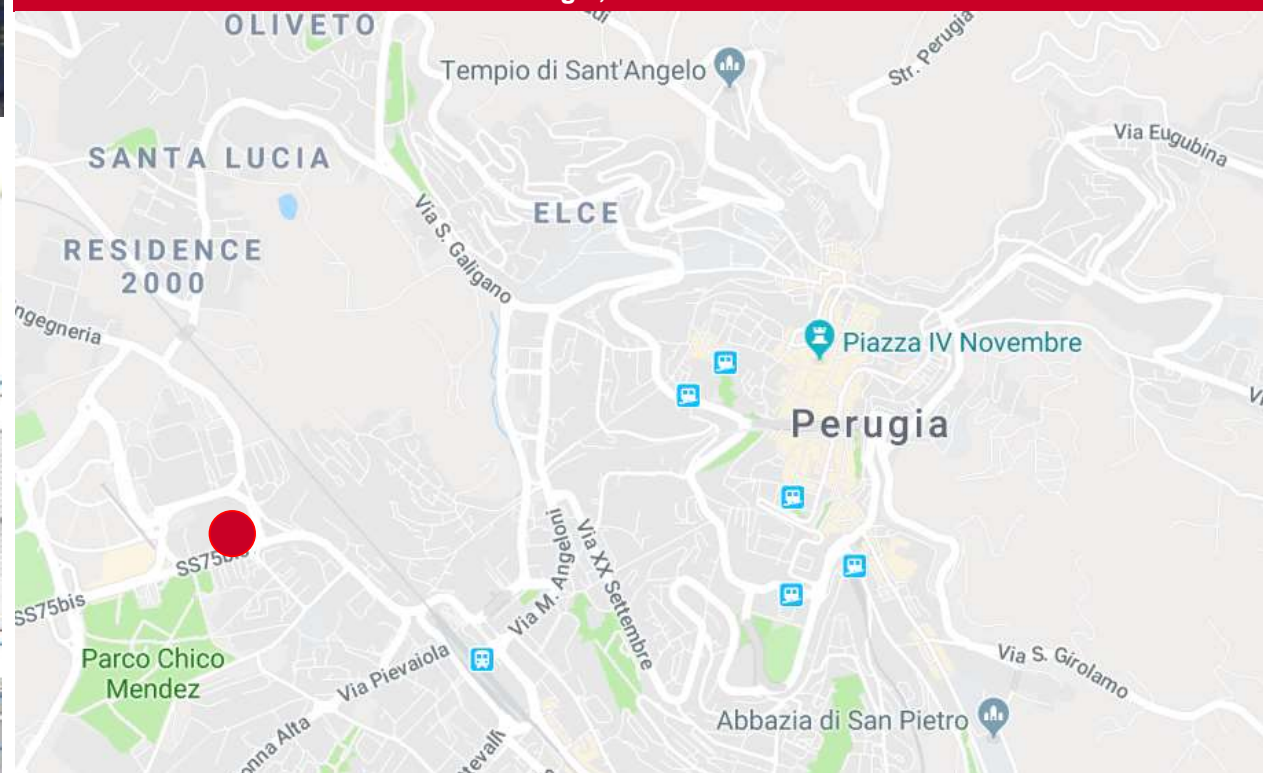 OLIVETO
Tempio di Sant'Angelo
Str. Perugia
Via Eugubina
SANTA LUCIA
ELCE
Via S. Galigano
RESIDENCE
2000
ngegneria
Piazza IV Novembre
Perugia
SS75bis
SS75bis
Via M. Angeloni
Via XX Settembre
Parco Chico
Mendez
Via Pievaiola
Via S. Girolamo
Abbazia di San Pietro
onna Alta